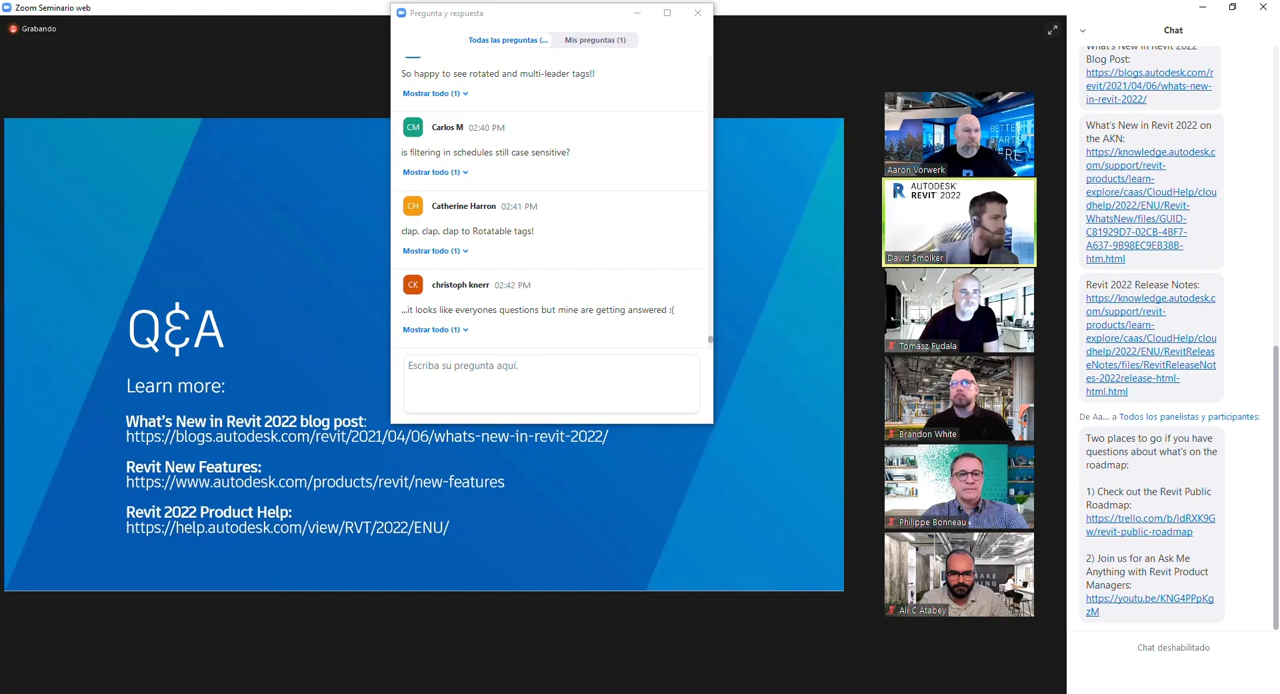 Zoom Seminario web
Grabando
Q&A
Learn more:
What's New in Revit 2022 blog post:
https://blogs.autodesk.com/revit/2021/04/06/whats-new-in-revit-2022/
Revit New Features:
https://www.autodesk.com/products/revit/new-features
Revit 2022 Product Help:
https://help.autodesk.com/view/RVT/2022/ENU/
Pregunta y respuesta
Todas las preguntas (...
Mis preguntas (1)
So happy to see rotated and multi-leader tags!!
Mostrar todo (1)
CM Carlos M 02:40 PM
is filtering in schedules still case sensitive?
Mostrar todo (1)
CH Catherine Harron 02:41 PM
clap, clap, clap to Rotatable tags!
Mostrar todo (1)
CK christoph knerr 02:42 PM
...it looks like everyones questions but mine are getting answered :(
Mostrar todo (1)
Escriba su pregunta aquí.
BETTER
STARTS
HERE
Aaron Vorwerk
AUTODESK
REVIT 2022
David Smolker
Tomasz Fudala
Brandon White
Philippe Bonneau
MAKE
Ali C Atabey
Chat
What's New in Revit 2022
Blog Post:
https://blogs.autodesk.com/r
evit/2021/04/06/whats-new-
in-revit-2022/
What's New in Revit 2022 on
the AKN:
https://knowledge.autodesk.c
om/support/revit-
products/learn-
explore/caas/CloudHelp/clou
dhelp/2022/ENU/Revit-
WhatsNew/files/GUID-
C81929D7-02CB-4BF7-
A637-9B98EC9EB38B-
htm.html
Revit 2022 Release Notes:
https://knowledge.autodesk.c
om/support/revit-
products/learn-
explore/caas/CloudHelp/clou
dhelp/2022/ENU/RevitReleas
eNotes/files/RevitReleaseNot
es-2022release-html-
html.html
De Aa... a Todos los panelistas y participantes:
Two places to go if you have
questions about what's on the
roadmap:
1) Check out the Revit Public
Roadmap:
https://trello.com/b/ldRXK9G
w/revit-public-roadmap
2) Join us for an Ask Me
Anything with Revit Product
Managers:
https://youtu.be/KNG4PPpKg
zM
Chat deshabilitado